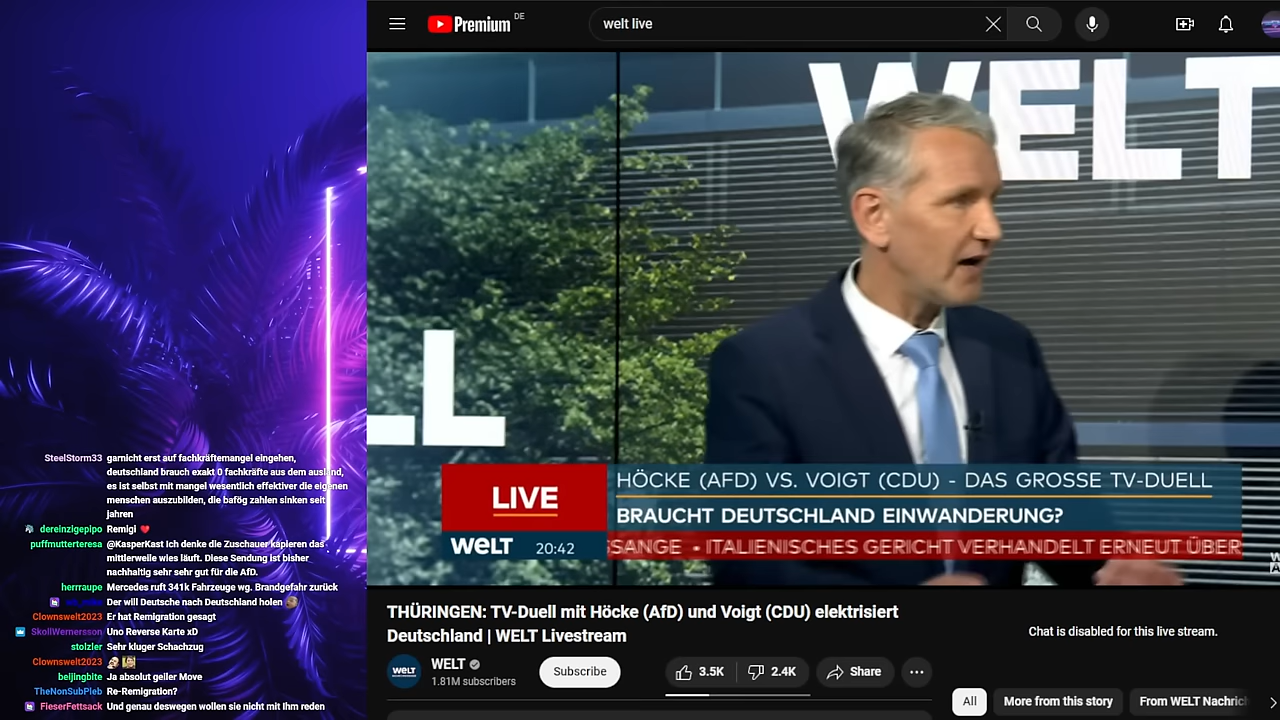 Premium DE
welt live
WELT
LL
LIVE
HÖCKE (AFD) VS. VOIGT (CDU) - DAS GROSSE TV-DUELL
BRAUCHT DEUTSCHLAND EINWANDERUNG?
WELT 20:42
SSANGE • ITALIENISCHES GERICHT VERHANDELT ERNEUT ÜBER
THÜRINGEN: TV-Duell mit Höcke (AfD) und Voigt (CDU) elektrisiert
Deutschland | WELT Livestream
Chat is disabled for this live stream.
welt
WELT
1.81M subscribers
Subscribe
3.5K
2.4K
Share
All
More from this story
From WELT Nachric
SteelStorm33 garnicht erst auf fachkräftemangel eingehen,
deutschland brauch exakt 0 fachkräfte aus dem ausland,
es ist selbst mit mangel wesentlich effektiver die eigenen
menschen auszubilden, die bafög zahlen sinken seit
jahren
dereinzigepipo Remigi ❤️
puffmutterteresa @KasperKast Ich denke die Zuschauer kapieren das
mittlerweile wies läuft. Diese Sendung ist bisher
nachhaltig sehr sehr gut für die AfD.
herrraupe Mercedes ruft 341k Fahrzeuge wg. Brandgefahr zurück
Der will Deutsche nach Deutschland holen
Clownswelt2023 Er hat Remigration gesagt
SkollWernersson Uno Reverse Karte xD
stolzler Sehr kluger Schachzug
Clownswelt2023
beijingbite Ja absolut geiler Move
TheNonSubPleb Re-Remigration?
FieserFettsack Und genau deswegen wollen sie nicht mit ihm reden